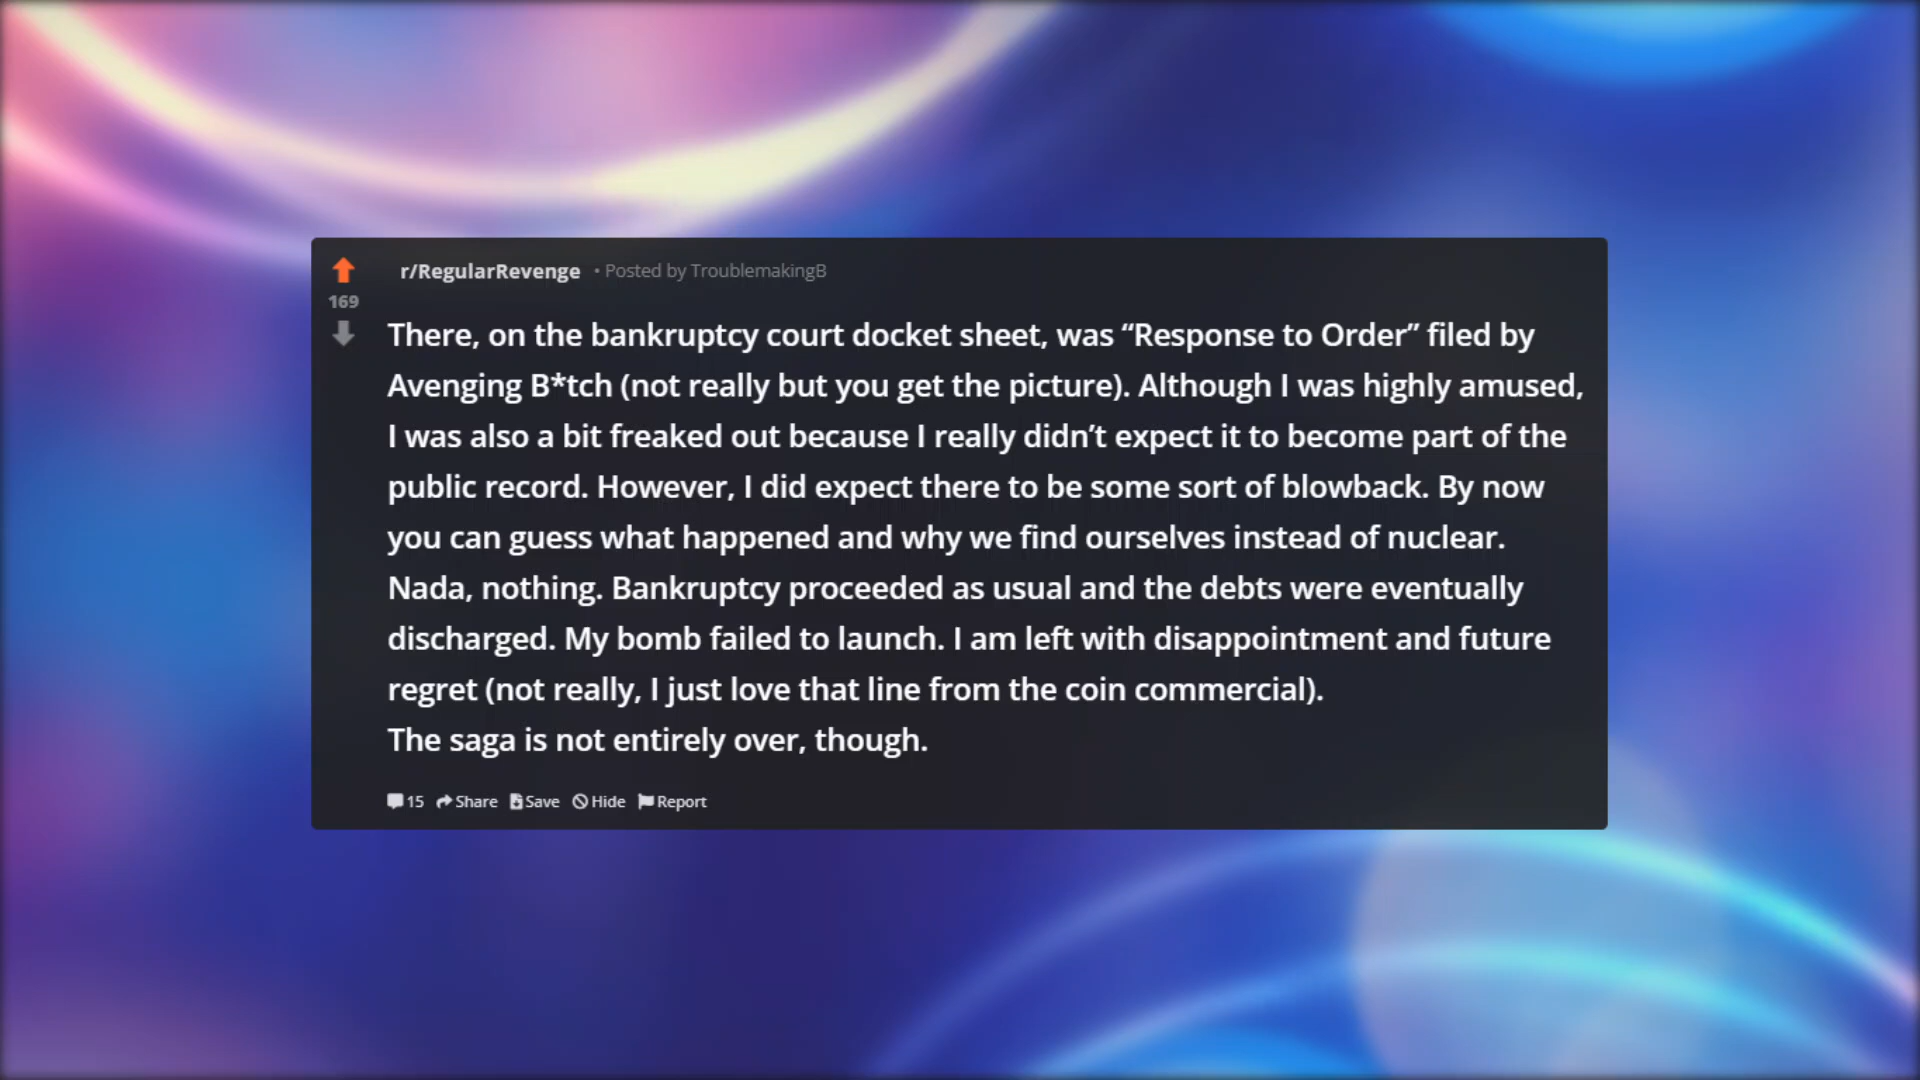 r/RegularRevenge • Posted by TroublemakingB
169
There, on the bankruptcy court docket sheet, was “Response to Order” filed by
Avenging B*tch (not really but you get the picture). Although I was highly amused,
I was also a bit freaked out because I really didn’t expect it to become part of the
public record. However, I did expect there to be some sort of blowback. By now
you can guess what happened and why we find ourselves instead of nuclear.
Nada, nothing. Bankruptcy proceeded as usual and the debts were eventually
discharged. My bomb failed to launch. I am left with disappointment and future
regret (not really, I just love that line from the coin commercial).
The saga is not entirely over, though.
15 Share Save Hide Report